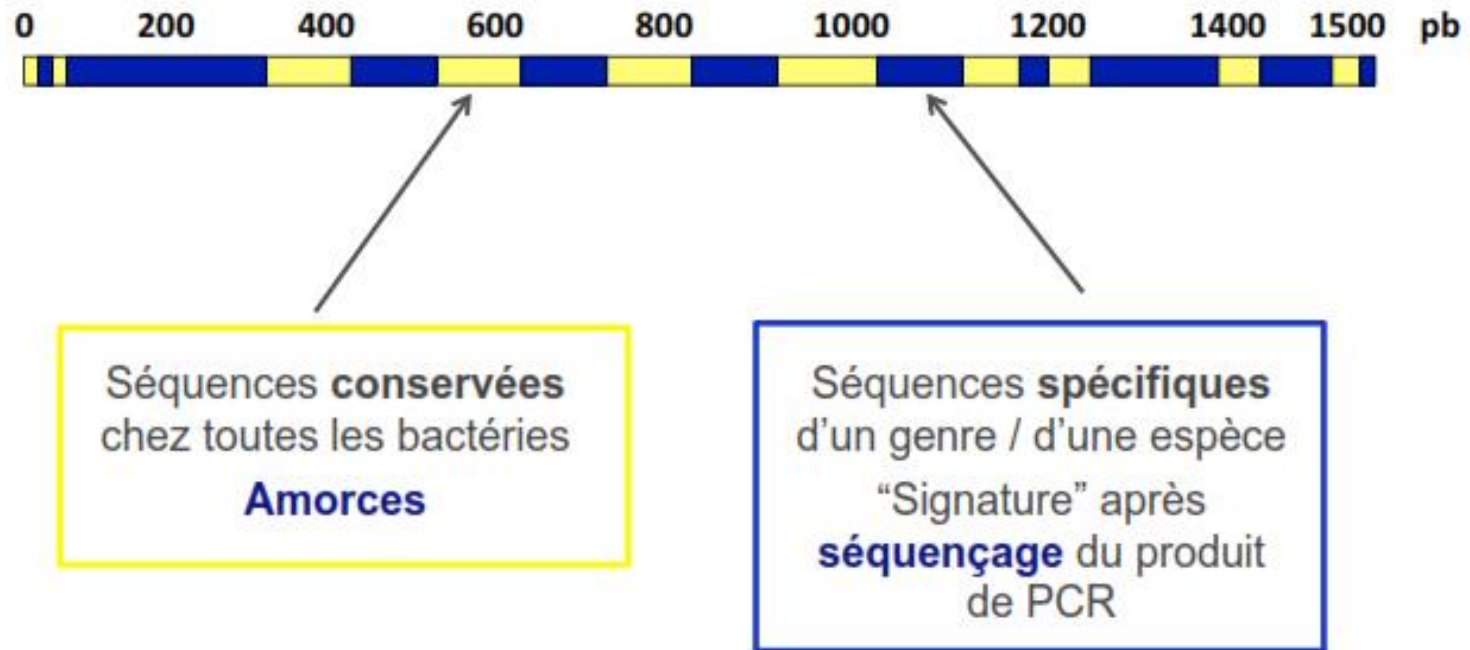 0 200 400 600 800 1000 1200 1400 1500 pb
Séquences conservées
chez toutes les bactéries
Amorces
Séquences spécifiques
d’un genre / d’une espèce
“Signature” après
séquençage du produit
de PCR